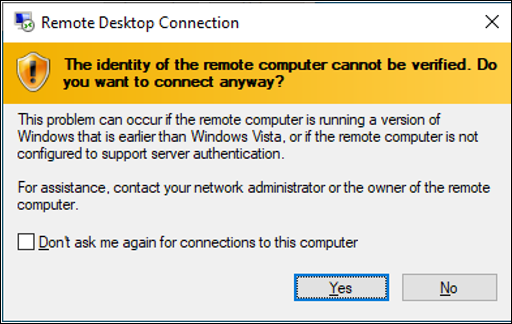 Remote Desktop Connection
The identity of the remote computer cannot be verified. Do
you want to connect anyway?
This problem can occur if the remote computer is running a version of
Windows that is earlier than Windows Vista, or if the remote computer is not
configured to support server authentication.
For assistance, contact your network administrator or the owner of the remote
computer.
Don't ask me again for connections to this computer
Yes No